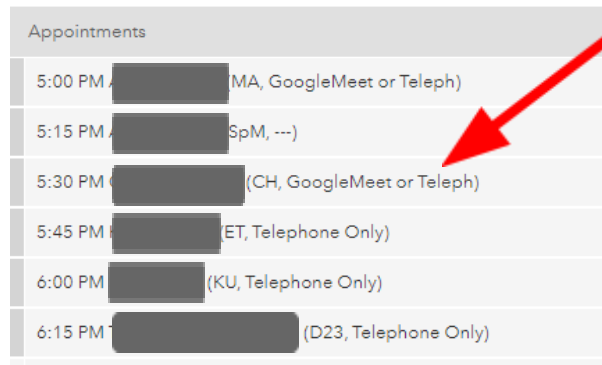 Appointments
5:00 PM (MA, GoogleMeet or Teleph)
5:15 PM SpM, ---)
5:30 PM (CH, GoogleMeet or Teleph)
5:45 PM (ET, Telephone Only)
6:00 PM (KU, Telephone Only)
6:15 PM (D23, Telephone Only)